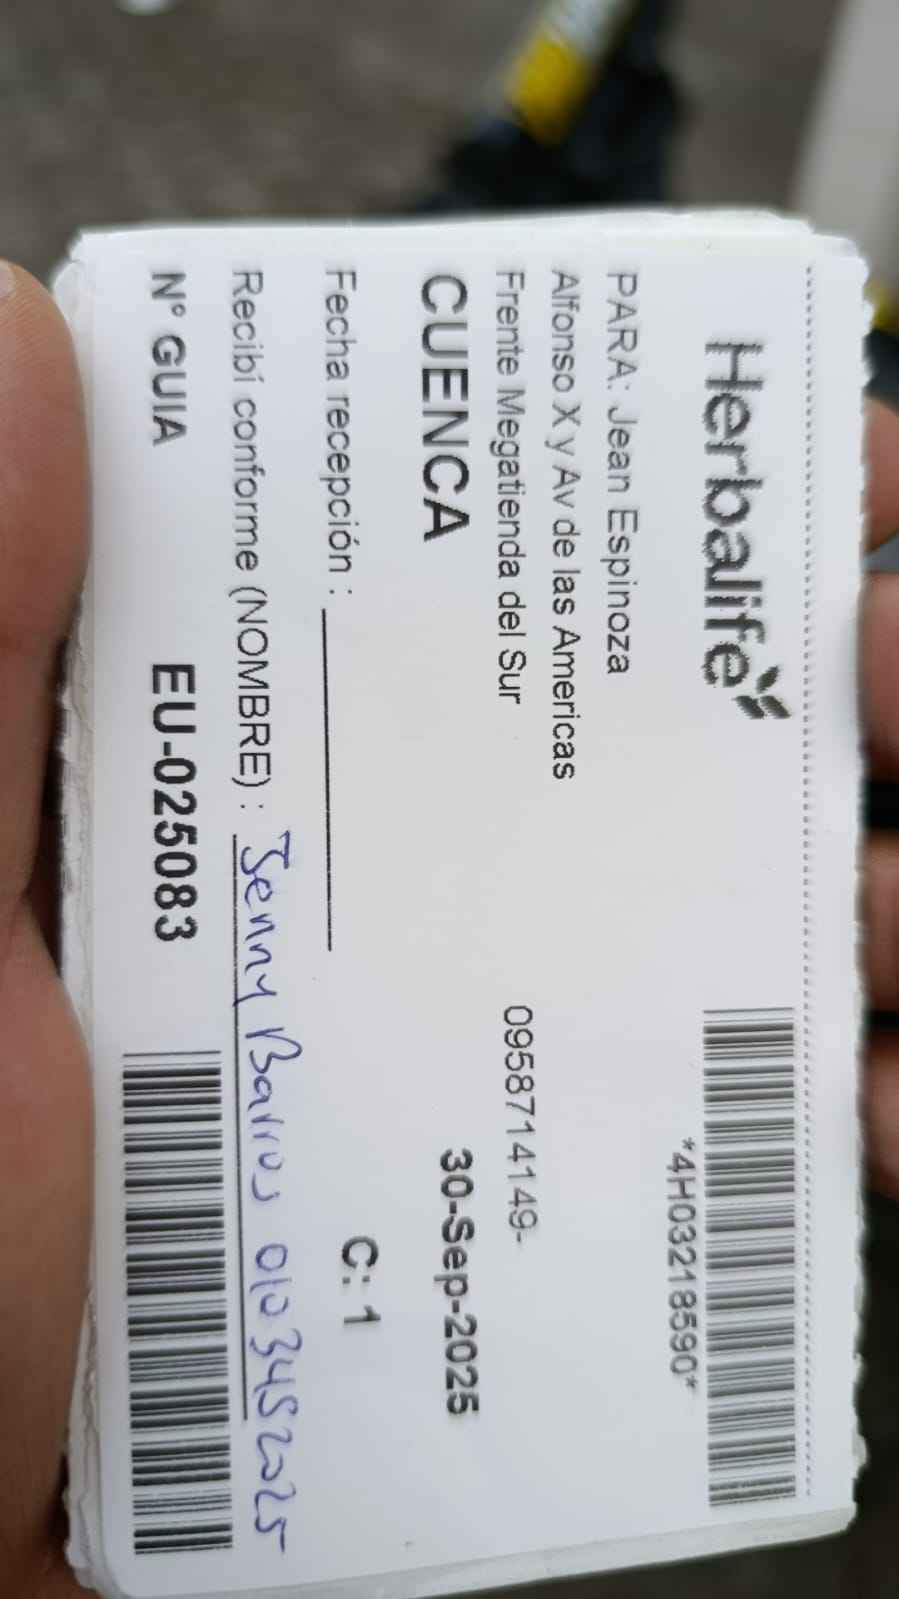 Herbalife
*4H03218590*
PARA: Jean Espinoza
Alfonso X y Av de las Americas
Frente Megatienda del Sur 0958714149-
CUENCA 30-Sep-2025
Fecha recepción : C: 1
Recibí conforme (NOMBRE) : Jenny Barros 0103452025
Nº GUIA EU-025083